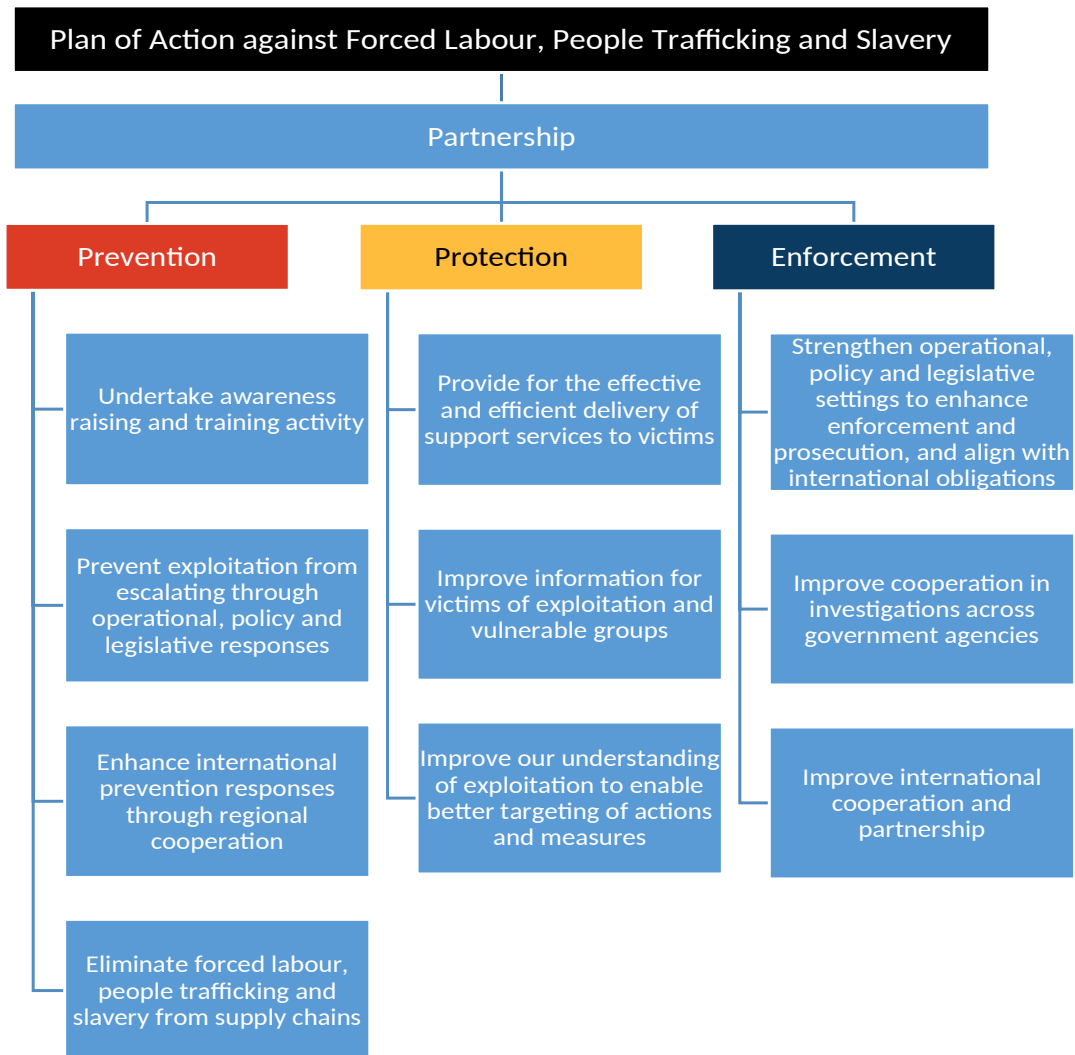 Plan of Action against Forced Labour, People Trafficking and Slavery
Partnership
Prevention
Undertake awareness
raising and training activity
Prevent exploitation from
escalating through
operational, policy and
legislative responses
Enhance international
prevention responses
through regional
cooperation
Eliminate forced labour,
people trafficking and
slavery from supply chains
Protection
Provide for the effective
and efficient delivery of
support services to victims
Improve information for
victims of exploitation and
vulnerable groups
Improve our understanding
of exploitation to enable
better targeting of actions
and measures
Enforcement
Strengthen operational,
policy and legislative
settings to enhance
enforcement and
prosecution, and align with
international obligations
Improve cooperation in
investigations across
government agencies
Improve international
cooperation and
partnership